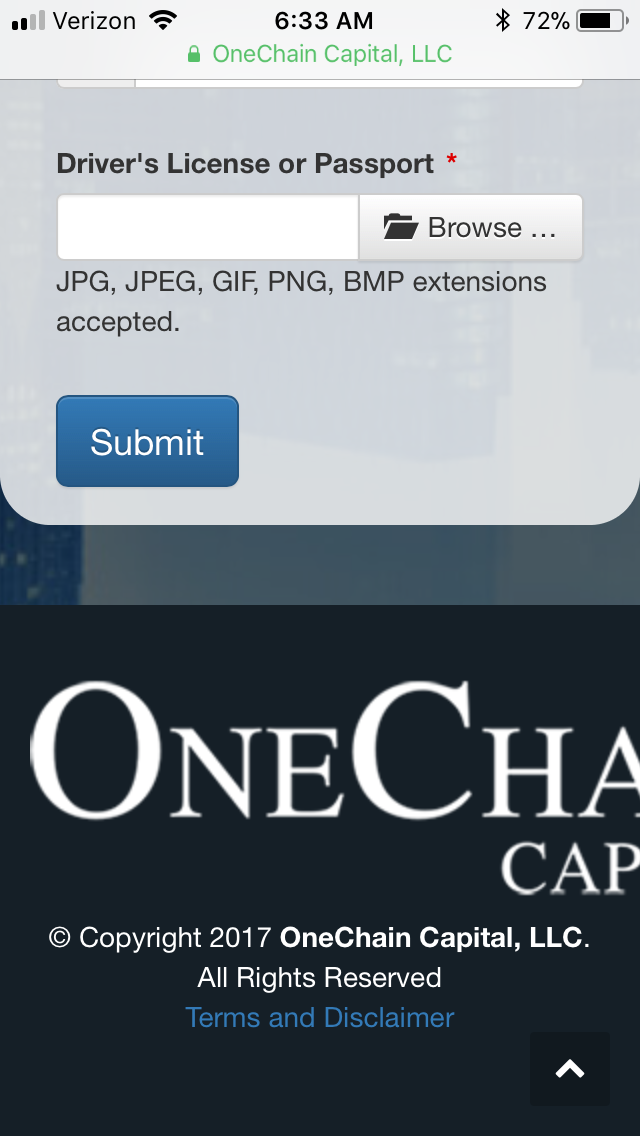 Verizon 6:33 AM 72%
OneChain Capital, LLC
Driver's License or Passport *
Browse ...
JPG, JPEG, GIF, PNG, BMP extensions
accepted.
Submit
ONECHA
CAP
© Copyright 2017 OneChain Capital, LLC.
All Rights Reserved
Terms and Disclaimer